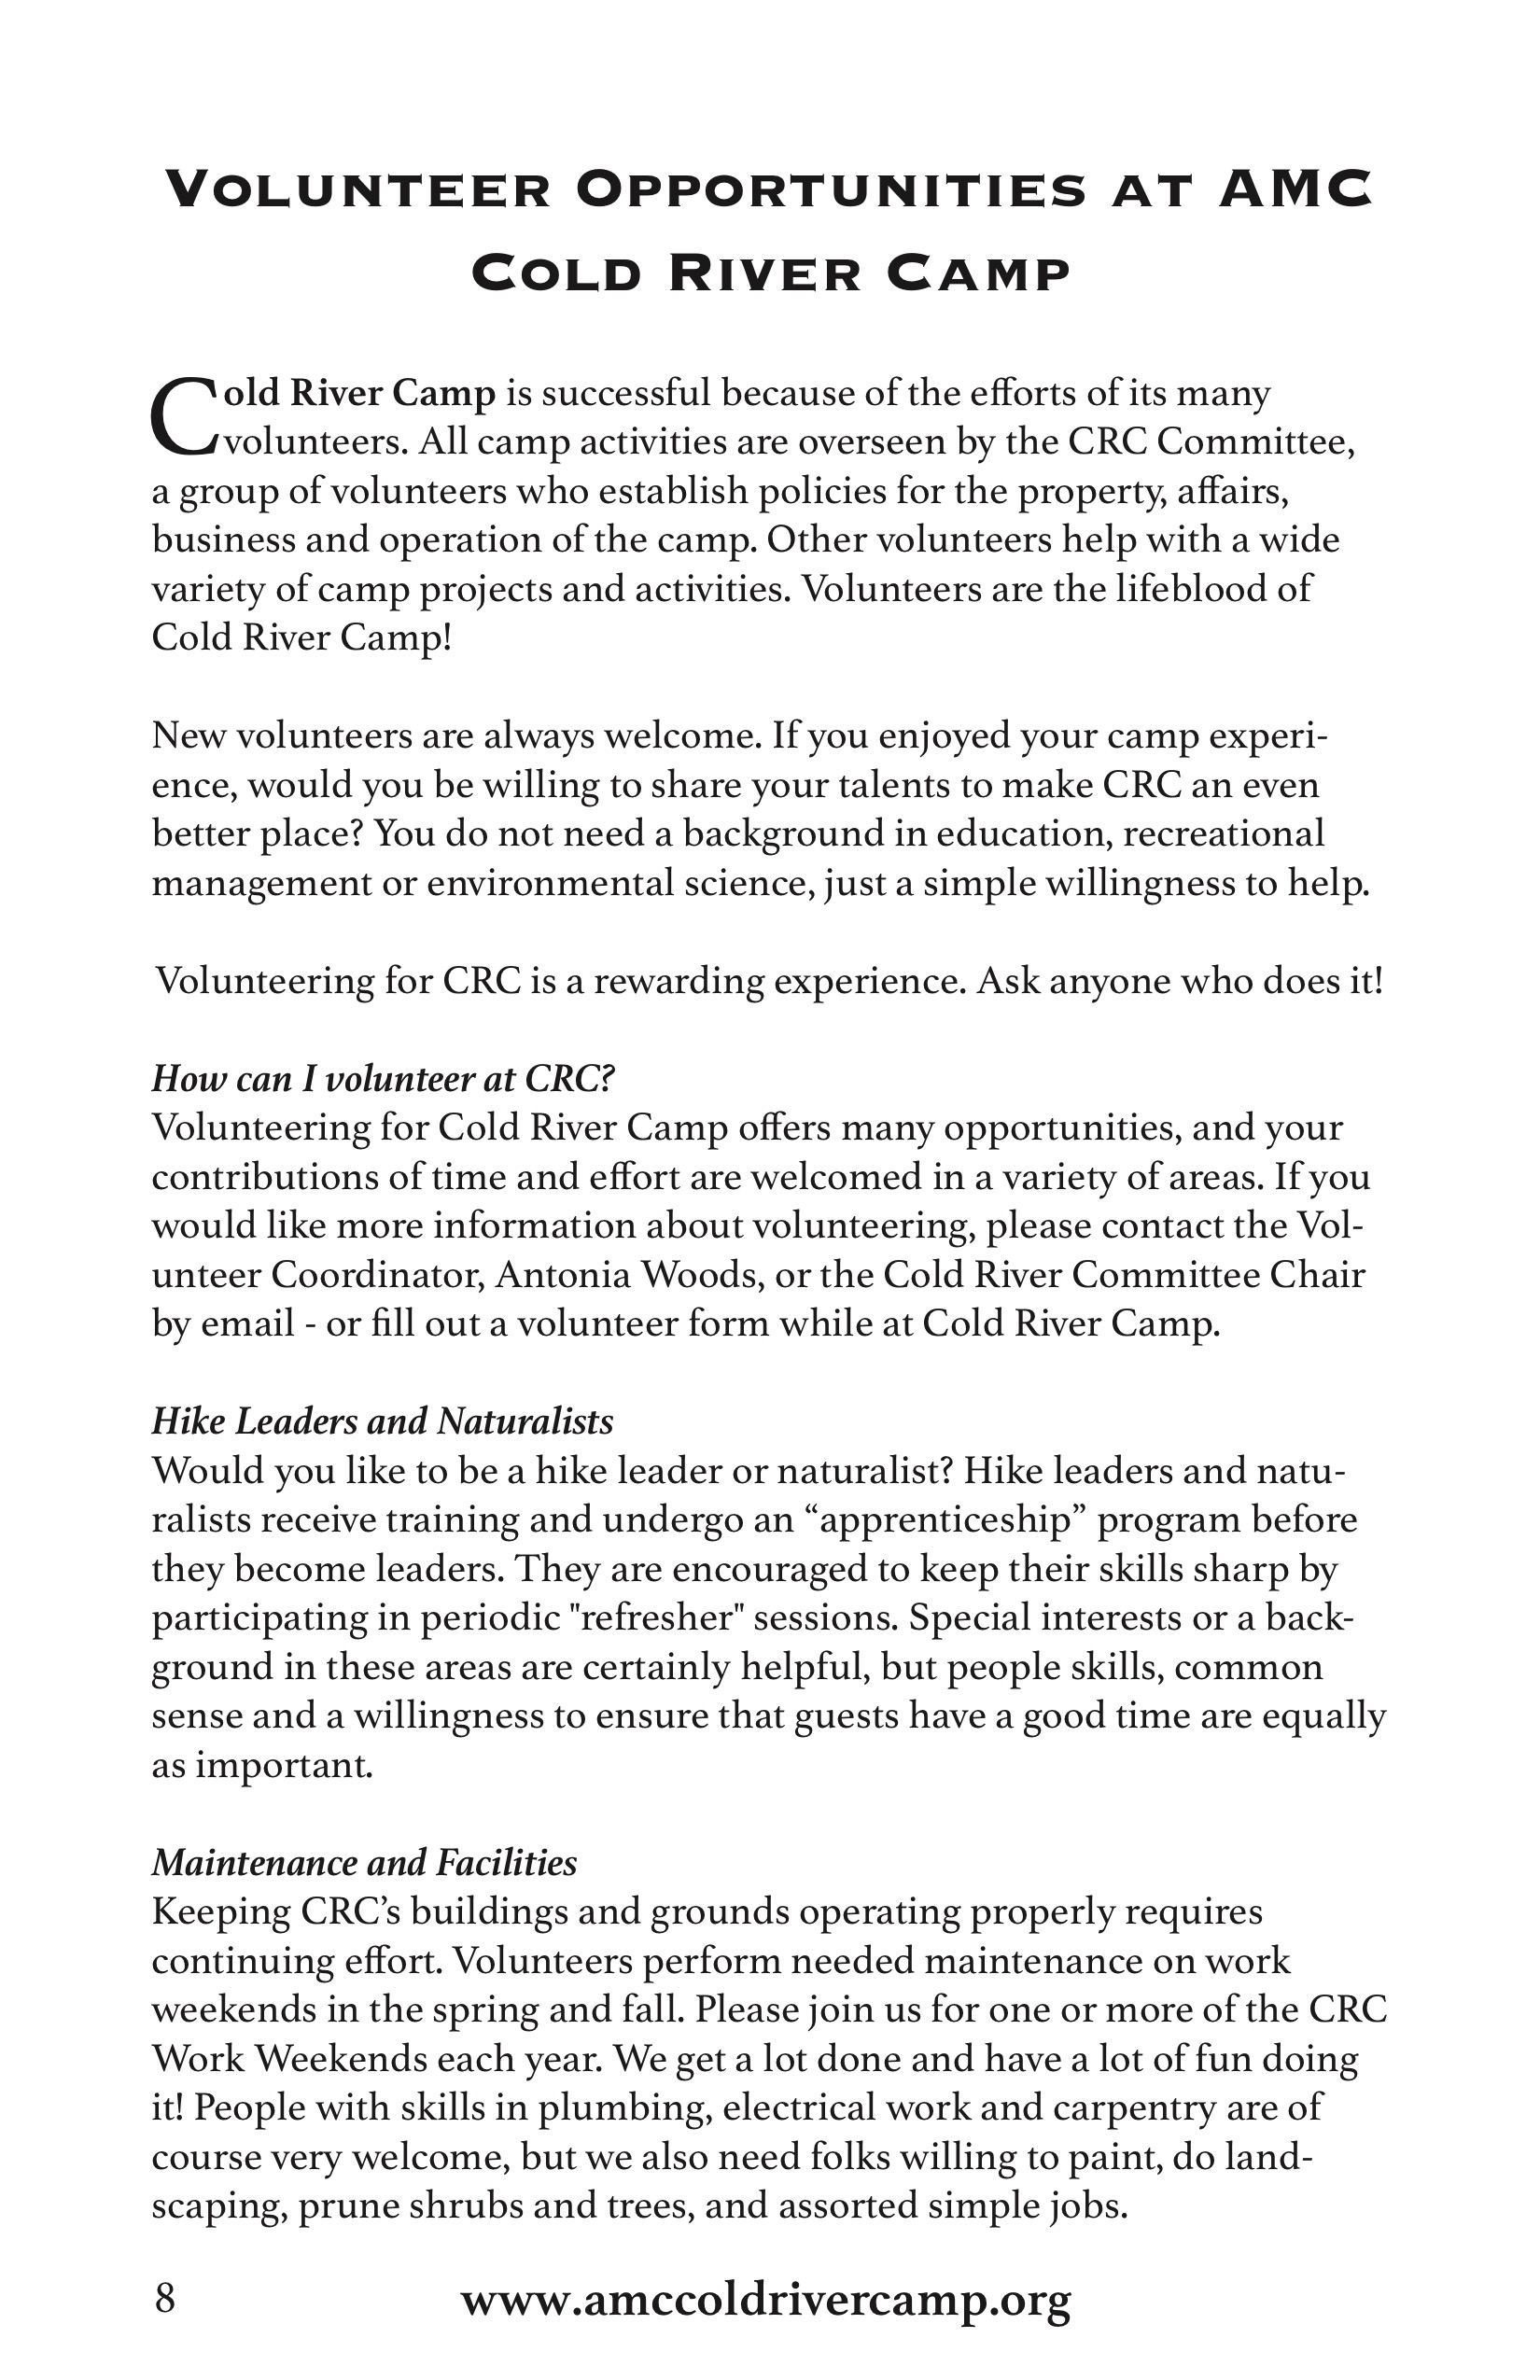 Volunteer Opportunities at AMC
Cold River Camp
Cold River Camp is successful because of the efforts of its many
volunteers. All camp activities are overseen by the CRC Committee,
a group of volunteers who establish policies for the property, affairs,
business and operation of the camp. Other volunteers help with a wide
variety of camp projects and activities. Volunteers are the lifeblood of
Cold River Camp!
New volunteers are always welcome. If you enjoyed your camp experi-
ence, would you be willing to share your talents to make CRC an even
better place? You do not need a background in education, recreational
management or environmental science, just a simple willingness to help.
Volunteering for CRC is a rewarding experience. Ask anyone who does it!
How can I volunteer at CRC?
Volunteering for Cold River Camp offers many opportunities, and your
contributions of time and effort are welcomed in a variety of areas. If you
would like more information about volunteering, please contact the Vol-
unteer Coordinator, Antonia Woods, or the Cold River Committee Chair
by email - or fill out a volunteer form while at Cold River Camp.
Hike Leaders and Naturalists
Would you like to be a hike leader or naturalist? Hike leaders and natu-
ralists receive training and undergo an “apprenticeship” program before
they become leaders. They are encouraged to keep their skills sharp by
participating in periodic "refresher" sessions. Special interests or a back-
ground in these areas are certainly helpful, but people skills, common
sense and a willingness to ensure that guests have a good time are equally
as important.
Maintenance and Facilities
Keeping CRC’s buildings and grounds operating properly requires
continuing effort. Volunteers perform needed maintenance on work
weekends in the spring and fall. Please join us for one or more of the CRC
Work Weekends each year. We get a lot done and have a lot of fun doing
it! People with skills in plumbing, electrical work and carpentry are of
course very welcome, but we also need folks willing to paint, do land-
scaping, prune shrubs and trees, and assorted simple jobs.
8 www.amccoldrivercamp.org